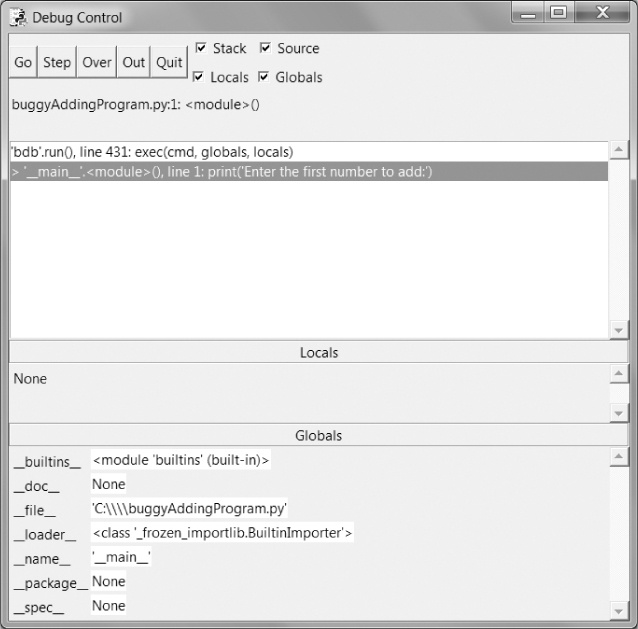 Debug Control
Go Step Over Out Quit Stack Source
Locals Globals
buggyAddingProgram.py:1: <module>()
'bdb'.run(), line 431: exec(cmd, globals, locals)
> '__main__'.<module>(), line 1: print('Enter the first number to add:')
Locals
None
Globals
__builtins__ <module 'builtins' (built-in)>
__doc__ None
__file__ 'C:\\\\buggyAddingProgram.py'
__loader__ <class '_frozen_importlib.BuiltinImporter'>
__name__ '__main__'
__package__ None
__spec__ None